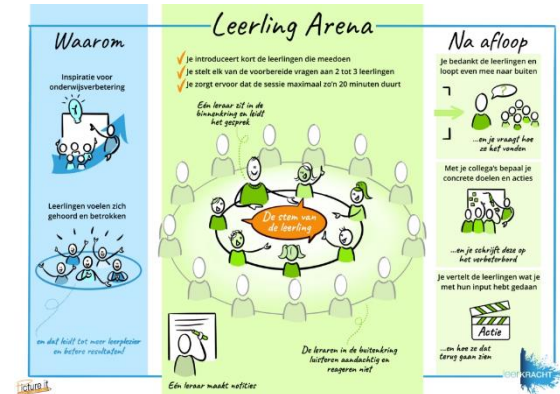 Leerling Arena
Waarom
Inspiratie voor
onderwijsverbetering
Leerlingen voelen zich
gehoord en betrokken
en dat leidt tot meer leerplezier
en betere resultaten!
Je introduceert kort de leerlingen die meedoen
Je stelt elk van de voorbereide vragen aan 2 tot 3 leerlingen
Je zorgt ervoor dat de sessie maximaal zo'n 20 minuten duurt
Eén leraar zit in de
binnenkring en leidt
het gesprek
De stem van
de leerling
Eén leraar maakt notities
De leraren in de buitenkring
luisteren aandachtig en
reageren niet
Na afloop
Je bedankt de leerlingen en
loopt even mee naar buiten
?
...en je vraagt hoe
ze het vonden
Met je collega's bepaal je
concrete doelen en acties
...en je schrijft deze op
het verbeterbord
Je vertelt de leerlingen wat je
met hun input hebt gedaan
Actie
...en hoe ze dat
terug gaan zien
picture it
leerKRACHT